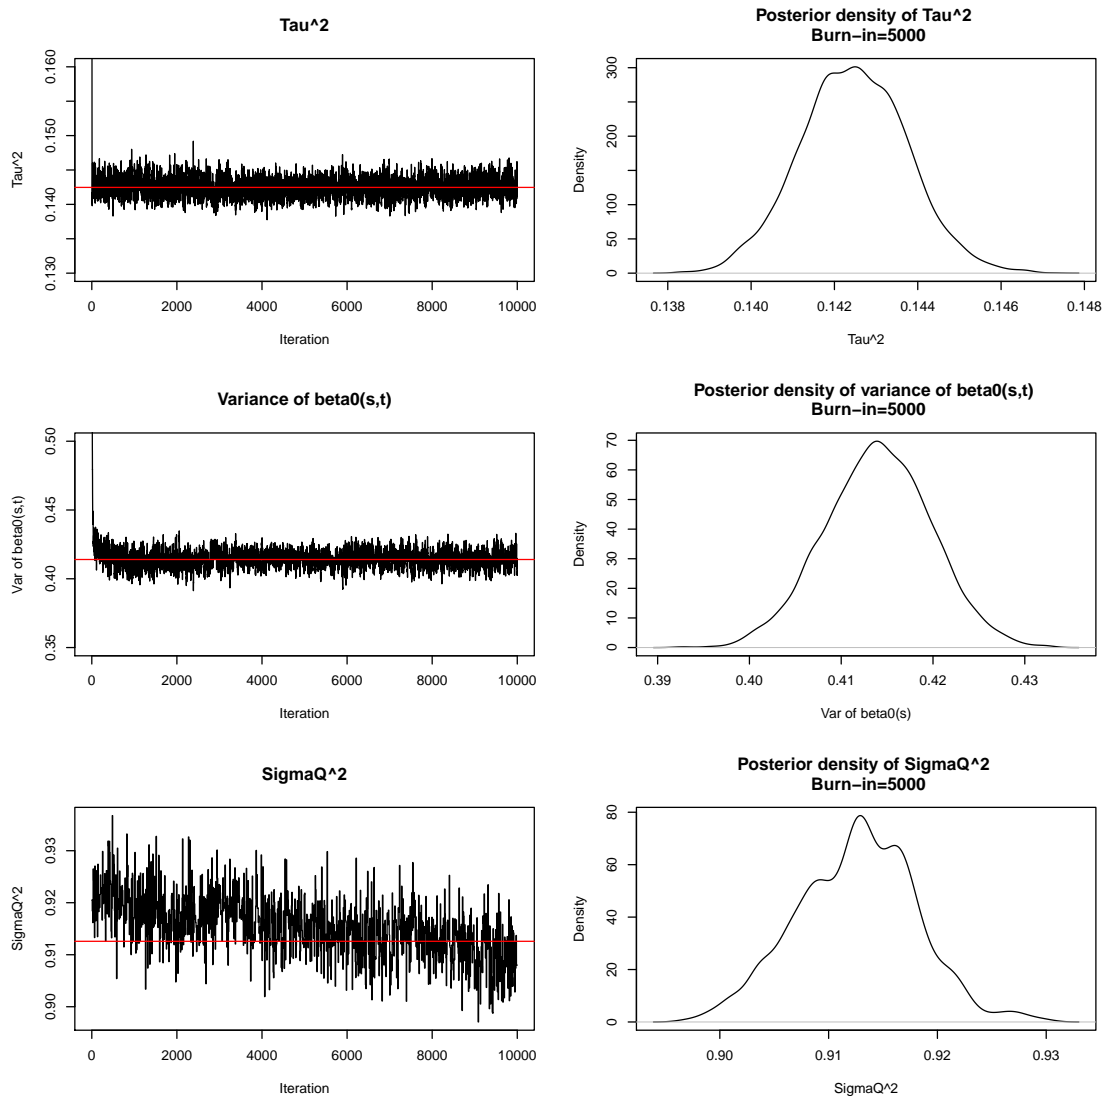 Tau^2
Tau^2
0.130 0.140 0.150 0.160
0 2000 4000 6000 8000 10000
Iteration
Posterior density of Tau^2
Burn−in=5000
Density
0 50 100 200 300
0.138 0.140 0.142 0.144 0.146 0.148
Tau^2
Variance of beta0(s,t)
Var of beta0(s,t)
0.35 0.40 0.45 0.50
0 2000 4000 6000 8000 10000
Iteration
Posterior density of variance of beta0(s,t)
Burn−in=5000
Density
0 10 20 30 40 50 60 70
0.39 0.40 0.41 0.42 0.43
Var of beta0(s)
SigmaQ^2
SigmaQ^2
0.90 0.91 0.92 0.93
0 2000 4000 6000 8000 10000
Iteration
Posterior density of SigmaQ^2
Burn−in=5000
Density
0 20 40 60 80
0.90 0.91 0.92 0.93
SigmaQ^2